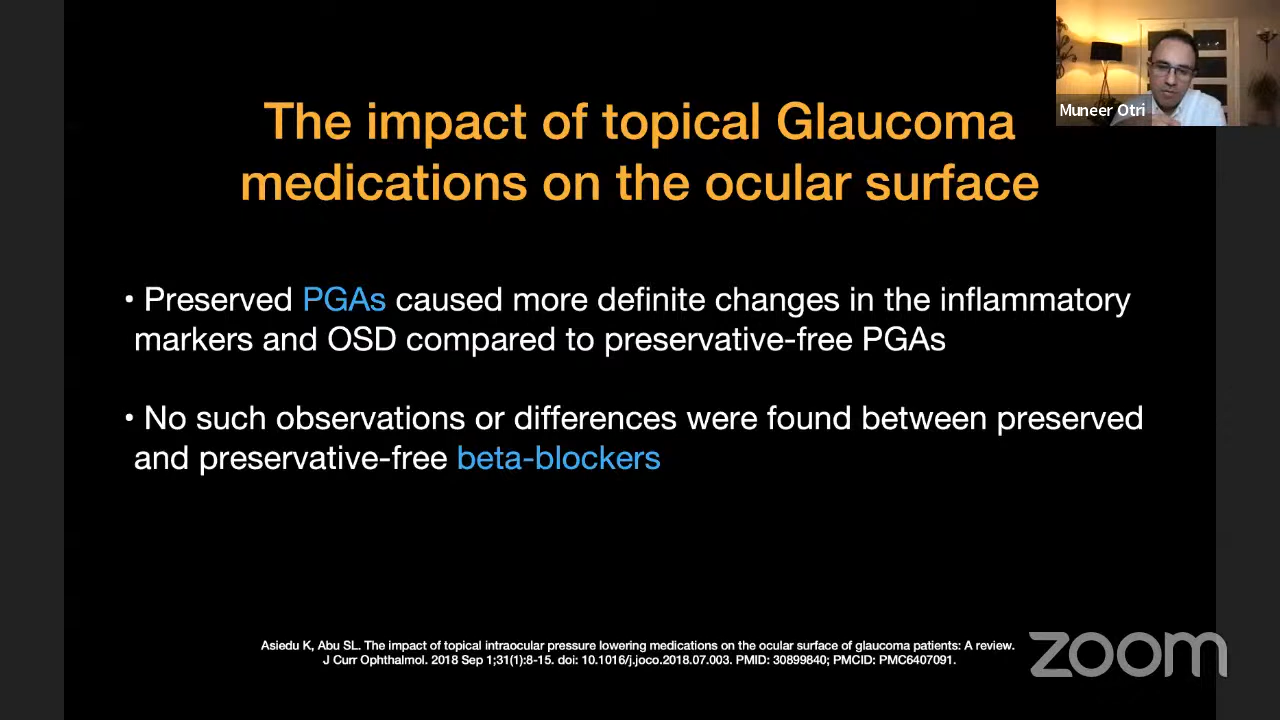 The impact of topical Glaucoma
medications on the ocular surface
Muneer Otri
• Preserved PGAs caused more definite changes in the inflammatory
markers and OSD compared to preservative-free PGAs
• No such observations or differences were found between preserved
and preservative-free beta-blockers
Asiedu K, Abu SL. The impact of topical intraocular pressure lowering medications on the ocular surface of glaucoma patients: A review.
J Curr Ophthalmol. 2018 Sep 1;31(1):8-15. doi: 10.1016/j.joco.2018.07.003. PMID: 30899840; PMCID: PMC6407091.
zoom